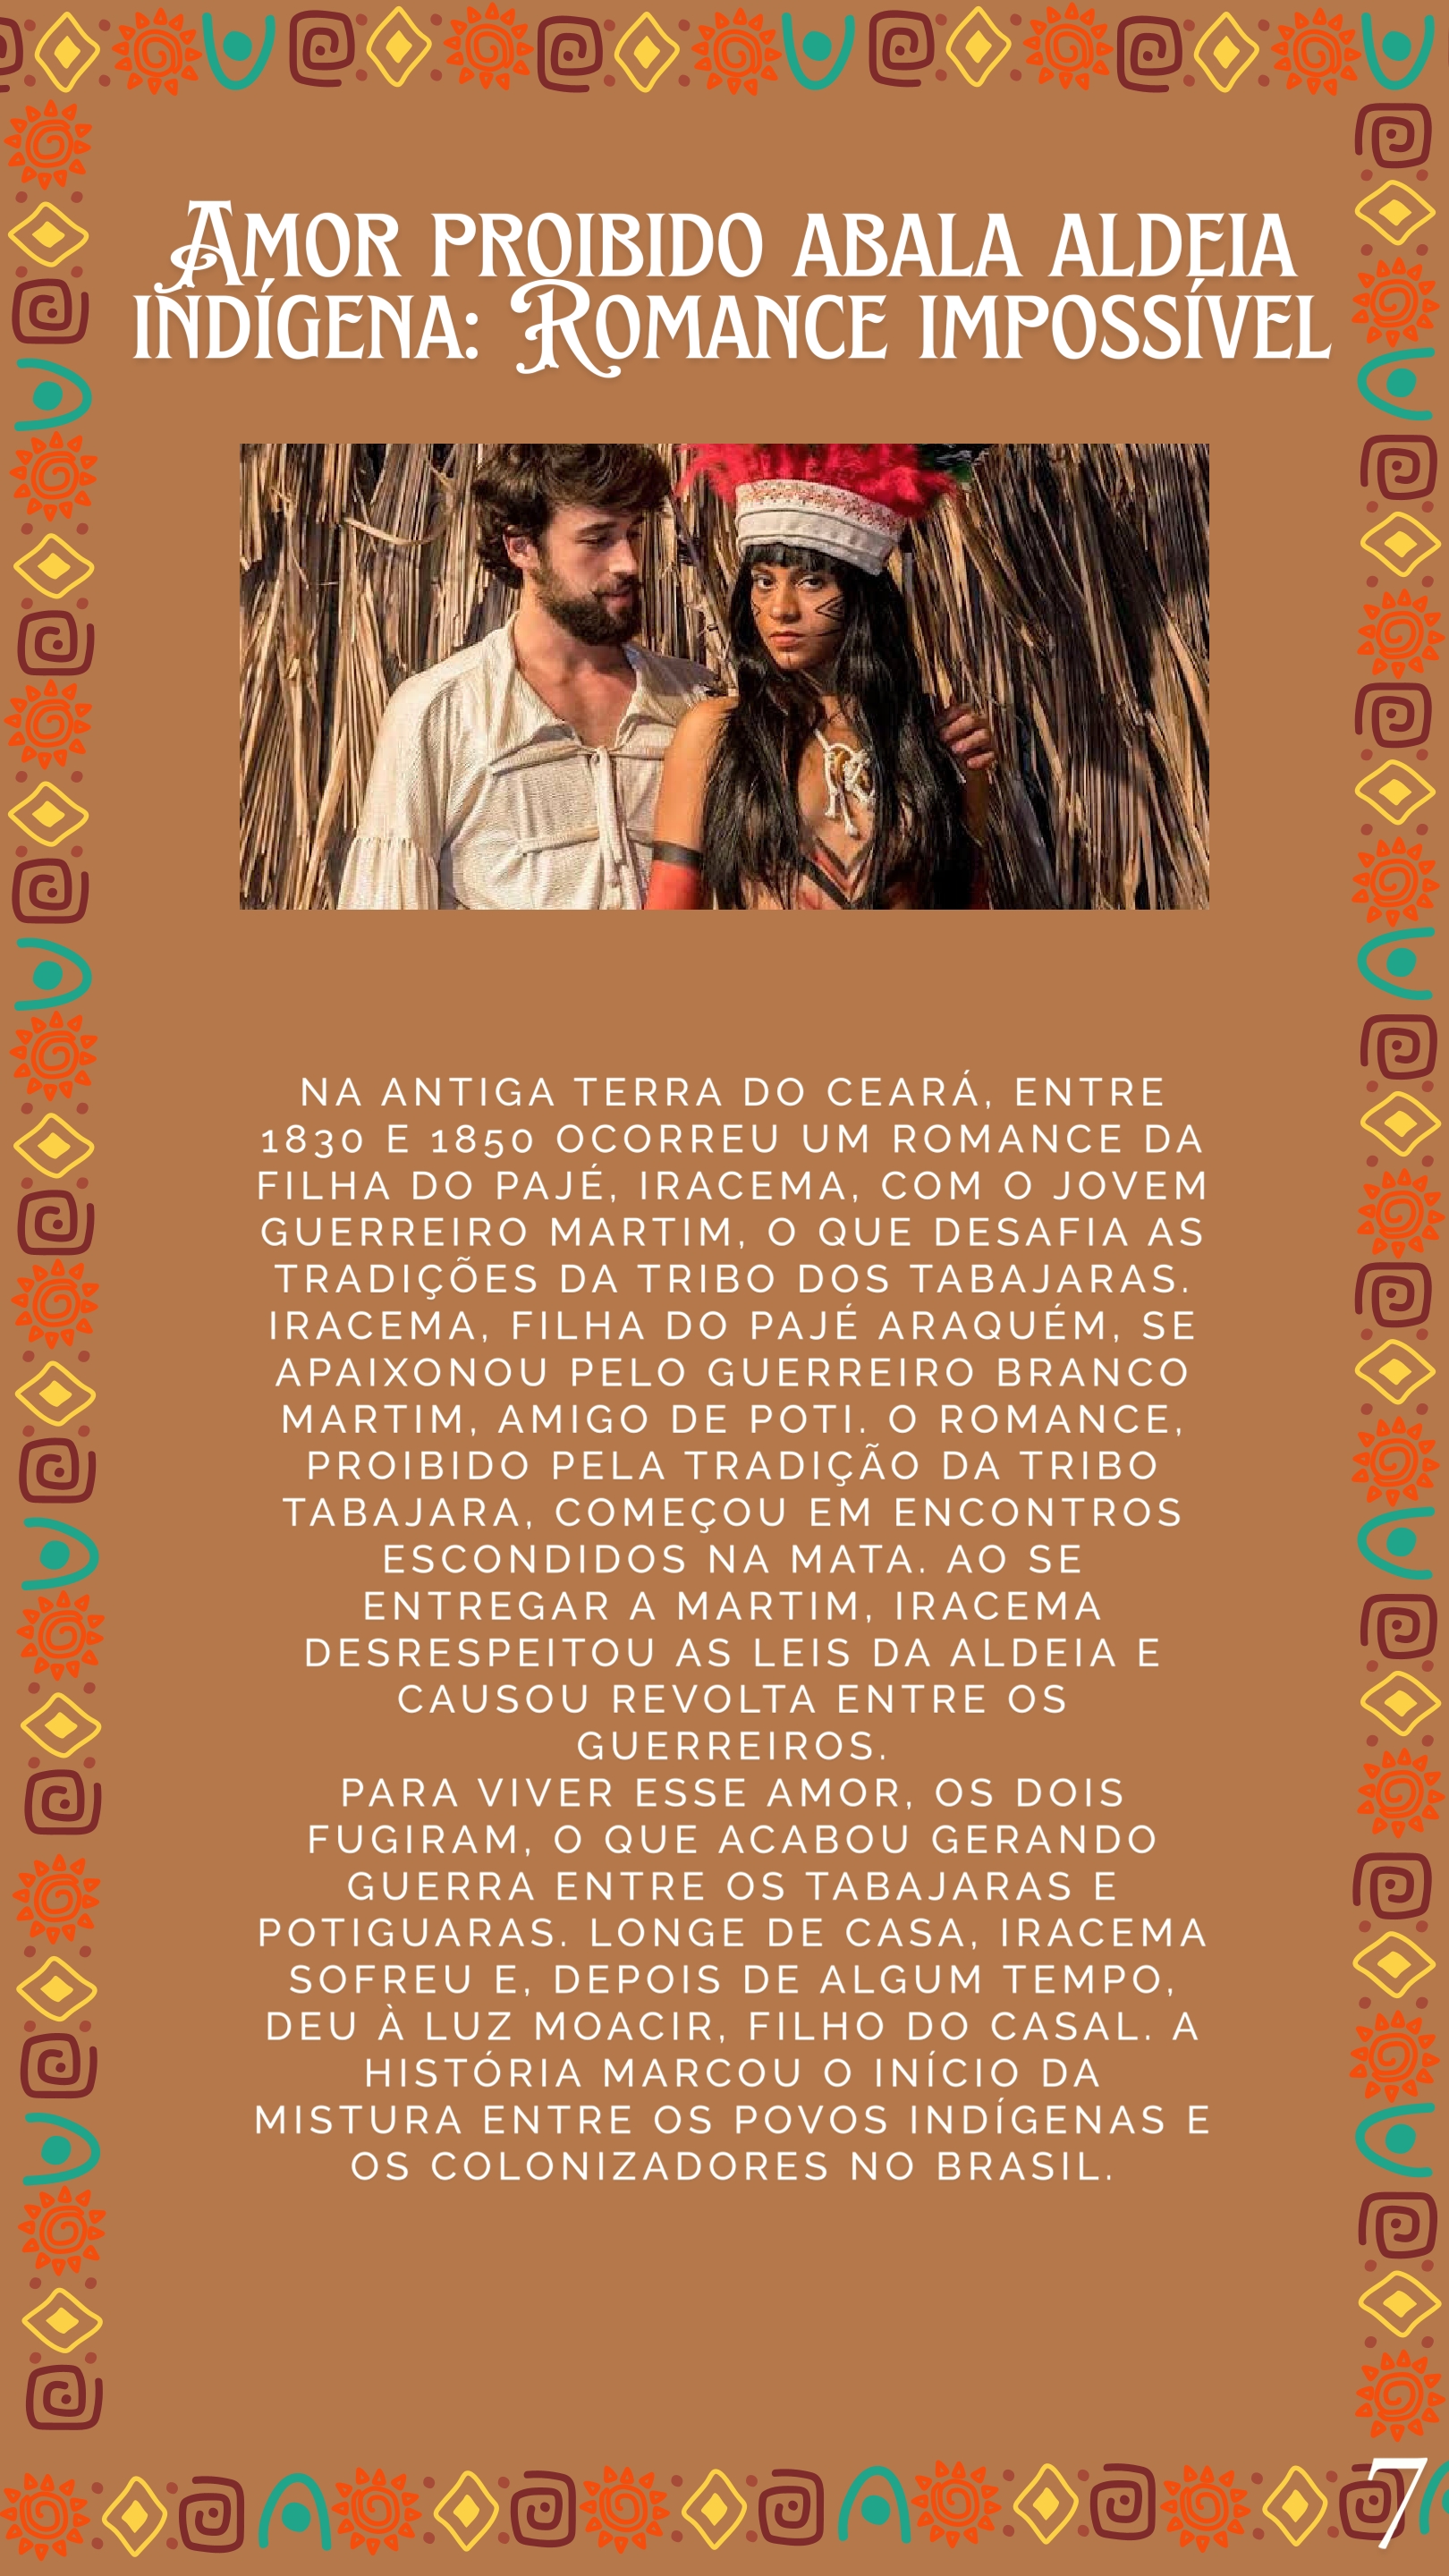 Amor proibido abala aldeia
indígena: Romance impossível
NA ANTIGA TERRA DO CEARÁ, ENTRE
1830 E 1850 OCORREU UM ROMANCE DA
FILHA DO PAJÉ, IRACEMA, COM O JOVEM
GUERREIRO MARTIM, O QUE DESAFIA AS
TRADIÇÕES DA TRIBO DOS TABAJARAS.
IRACEMA, FILHA DO PAJÉ ARAQUÉM, SE
APAIXONOU PELO GUERREIRO BRANCO
MARTIM, AMIGO DE POTI. O ROMANCE,
PROIBIDO PELA TRADIÇÃO DA TRIBO
TABAJARA, COMEÇOU EM ENCONTROS
ESCONDIDOS NA MATA. AO SE
ENTREGAR A MARTIM, IRACEMA
DESRESPEITOU AS LEIS DA ALDEIA E
CAUSOU REVOLTA ENTRE OS
GUERREIROS.
PARA VIVER ESSE AMOR, OS DOIS
FUGIRAM, O QUE ACABOU GERANDO
GUERRA ENTRE OS TABAJARAS E
POTIGUARAS. LONGE DE CASA, IRACEMA
SOFREU E, DEPOIS DE ALGUM TEMPO,
DEU À LUZ MOACIR, FILHO DO CASAL. A
HISTÓRIA MARCOU O INÍCIO DA
MISTURA ENTRE OS POVOS INDÍGENAS E
OS COLONIZADORES NO BRASIL.
7